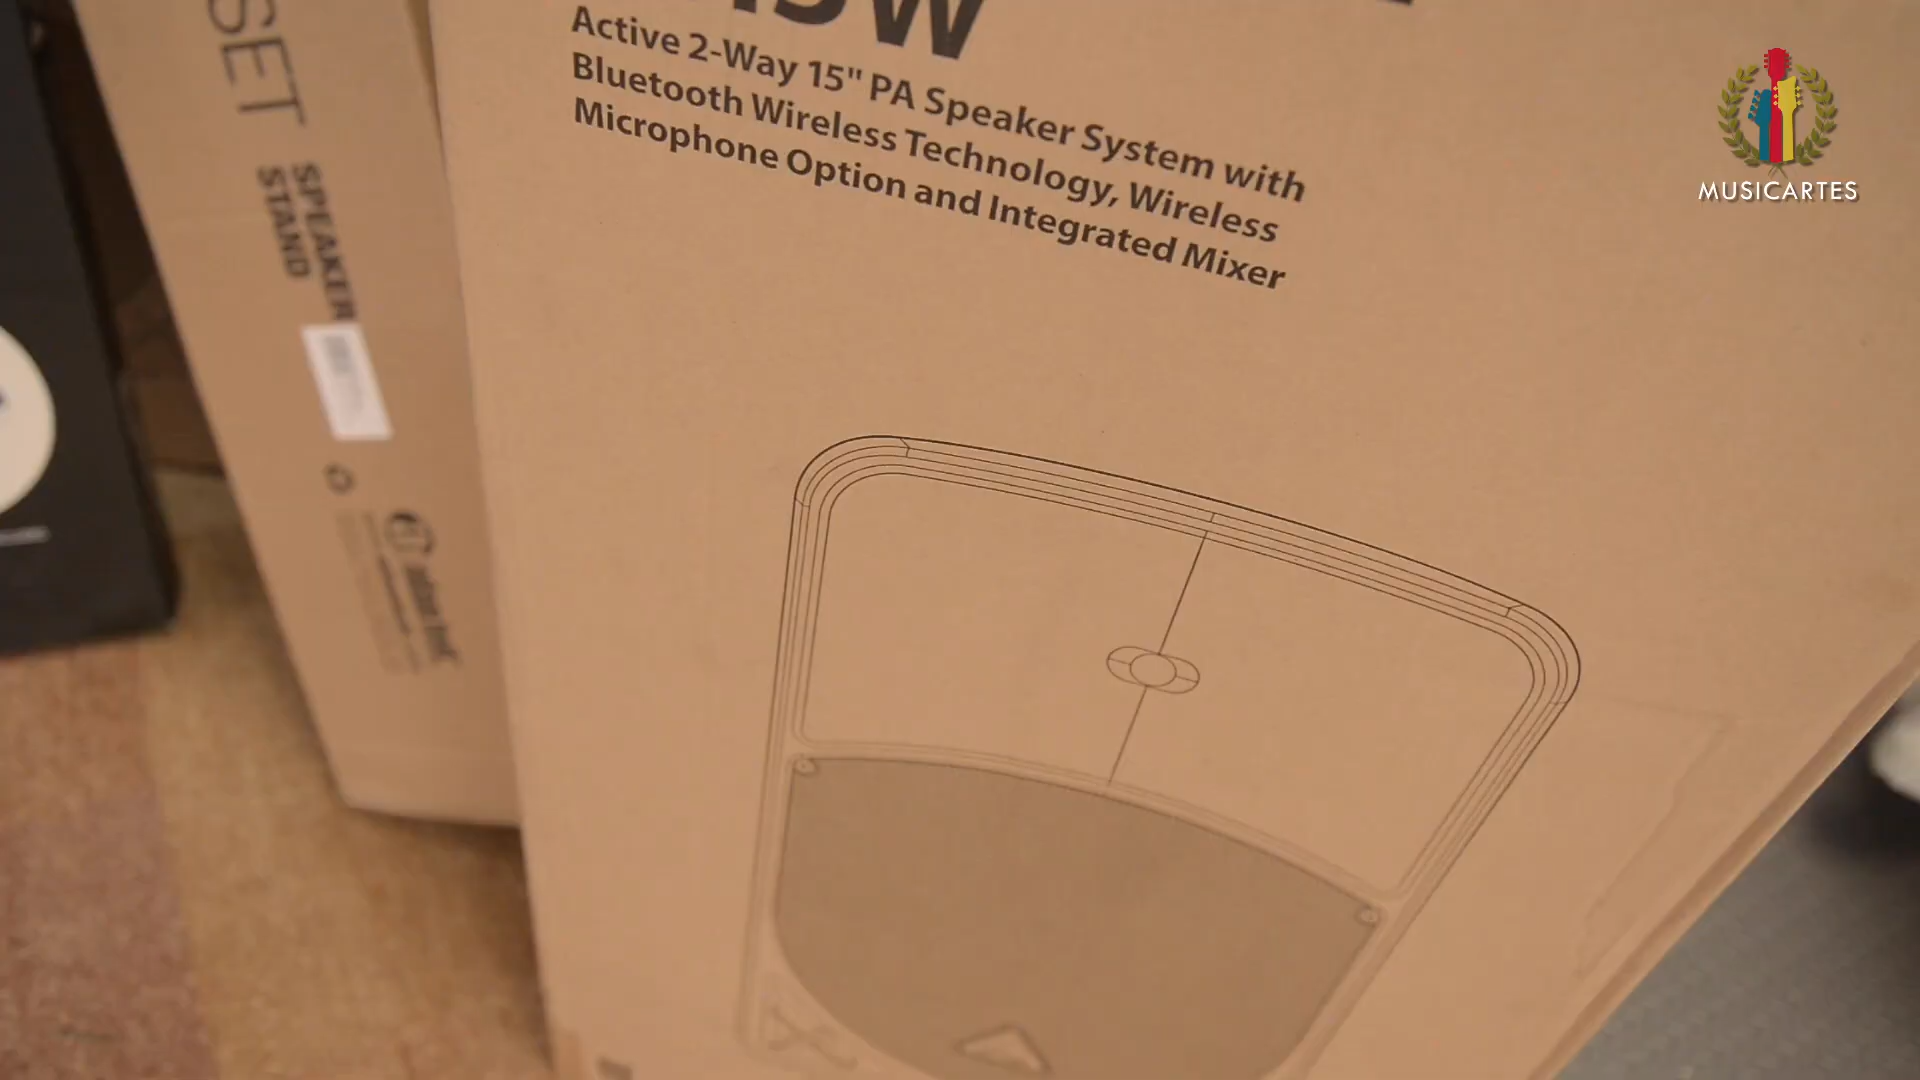 Active 2-Way 15" PA Speaker System with
Bluetooth Wireless Technology, Wireless
Microphone Option and Integrated Mixer
SET
SPEAKER
STAND
MUSICARTES